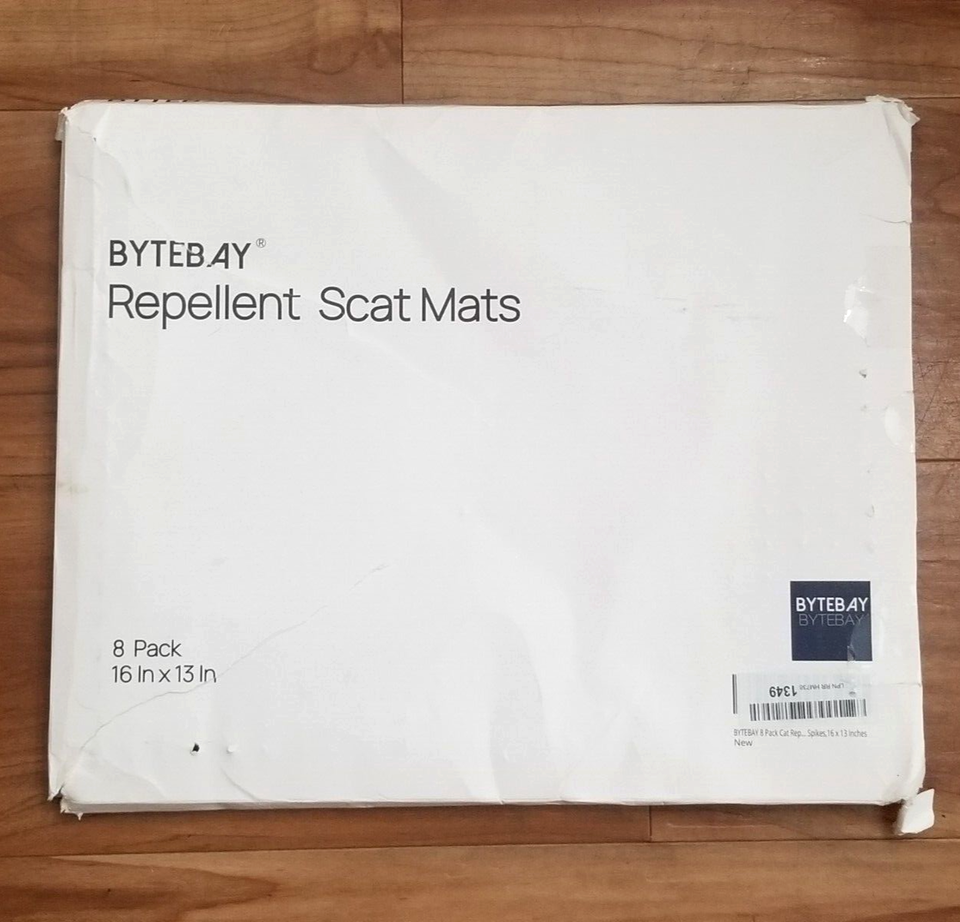 BYTEBAY®
Repellent Scat Mats
8 Pack
16 In x 13 In
BYTEBAY
BYTEBAY
1349
BYTEBAY 8 Pack Cat Rep... Spikes,16 x 13 Inches
New